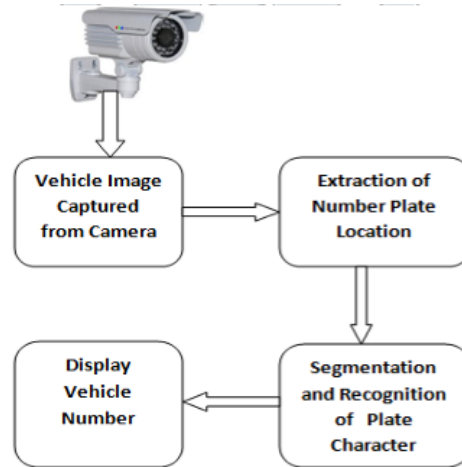 Vehicle Image
Captured
from Camera
Extraction of
Number Plate
Location
Segmentation
and Recognition
of Plate
Character
Display
Vehicle
Number